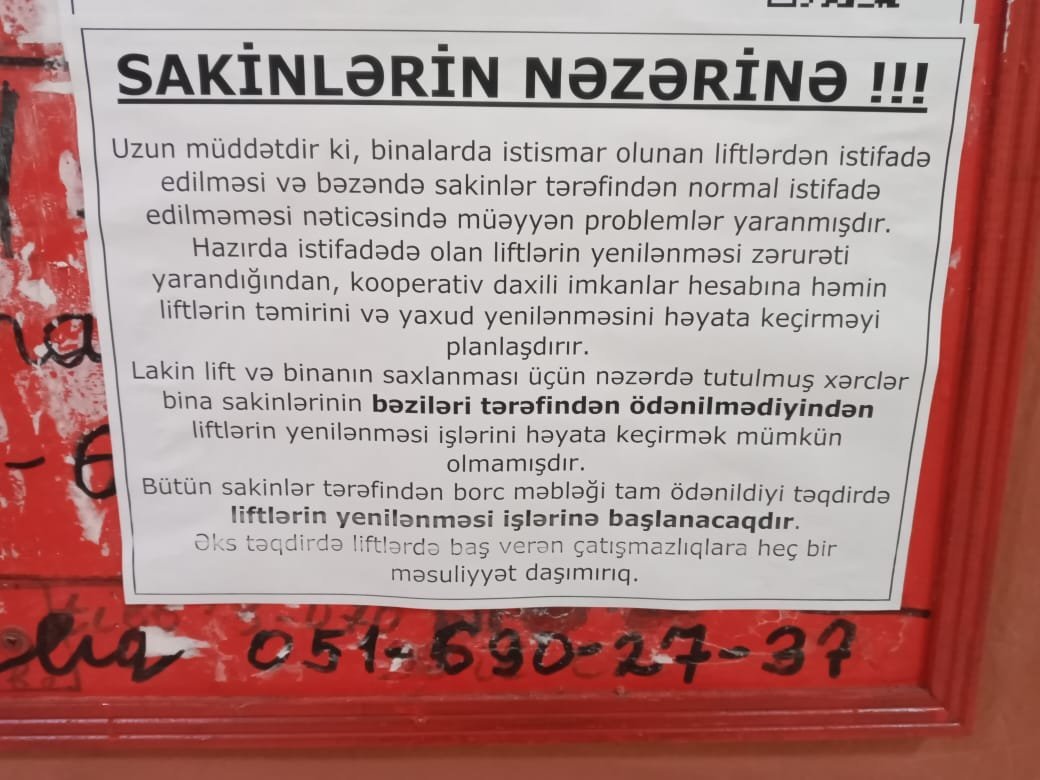 SAKİNLƏRİN NƏZƏRİNƏ !!!
Uzun müddətdir ki, binalarda istismar olunan liftlərdən istifadə
edilməsi və bəzəndə sakinlər tərəfindən normal istifadə
edilməməsi nəticəsində müəyyən problemlər yaranmışdır.
Hazırda istifadədə olan liftlərin yenilənməsi zərurəti
yarandığından, kooperativ daxili imkanlar hesabına həmin
liftlərin təmirini və yaxud yenilənməsini həyata keçirməyi
planlaşdırır.
Lakin lift və binanın saxlanması üçün nəzərdə tutulmuş xərclər
bina sakinlərinin bəziləri tərəfindən ödənilmədiyindən
liftlərin yenilənməsi işlərini həyata keçirmək mümkün
olmamışdır.
Bütün sakinlər tərəfindən borc məbləği tam ödənildiyi təqdirdə
liftlərin yenilənməsi işlərinə başlanacaqdır.
Əks təqdirdə liftlərdə baş verən çatışmazlıqlara heç bir
məsuliyyət daşımırıq.
051-690-27-37